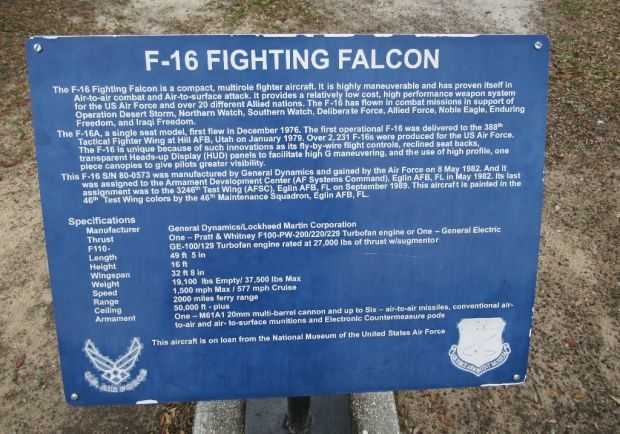 F-16 FIGHTING FALCON
The F-16 Fighting Falcon is a compact, multirole fighter aircraft. It is highly maneuverable and has proven itself in
Air-to-air combat and Air-to-surface attack. It provides a relatively low cost, high performance weapon system
for the US Air Force and over 20 different Allied nations. The F-16 has flown in combat missions in support of
Operation Desert Storm, Northern Watch, Southern Watch, Deliberate Force, Allied Force, Noble Eagle, Enduring
Freedom, and Iraqi Freedom.
The F-16A, a single seat model, first flew in December 1976. The first operational F-16 was delivered to the 388th
Tactical Fighter Wing at Hill AFB, Utah on January 1979. Over 2,231 F-16s were produced for the US Air Force.
The F-16 is unique because of such innovations as its fly-by-wire flight controls, reclined seat backs,
transparent Heads-up Display (HUD) panels to facilitate high G maneuvering, and the use of high profile, one
piece canopies to give pilots greater visibility.
This F-16 S/N 80-0573 was manufactured by General Dynamics and gained by the Air Force on 8 May 1982. And it
was assigned to the Armament Development Center (AF Systems Command), Eglin AFB, FL in May 1982. Its last
assignment was to the 3246th Test Wing (AFSC), Eglin AFB, FL on September 1989. This aircraft is painted in the
46th Test Wing colors by the 46th Maintenance Squadron, Eglin AFB, FL.
Specifications
Manufacturer General Dynamics/Lockheed Martin Corporation
Thrust One – Pratt & Whitney F100-PW-200/220/229 Turbofan engine or One – General Electric
F110- GE-100/129 Turbofan engine rated at 27,000 lbs of thrust w/augmentor
Length 49 ft 5 in
Height 16 ft
Wingspan 32 ft 8 in
Weight 19,100 lbs Empty/ 37,500 lbs Max
Speed 1,500 mph Max / 577 mph Cruise
Range 2000 miles ferry range
Ceiling 50,000 ft - plus
Armament One – M61A1 20mm multi-barrel cannon and up to Six – air-to-air missiles, conventional air-
to-air and air- to-surface munitions and Electronic Countermeasure pods
This aircraft is on loan from the National Museum of the United States Air Force